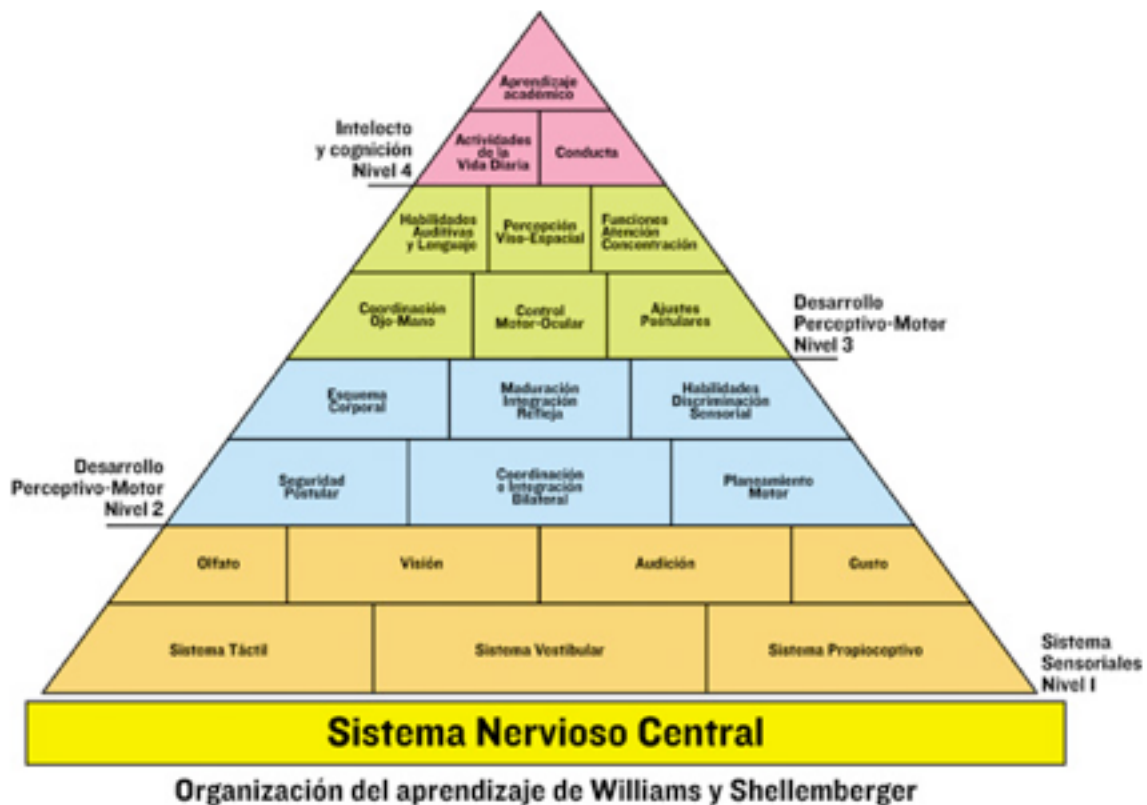 Aprendizaje
académico
Intelecto
y cognición
Nivel 4
Actividades
de la
Vida Diaria
Conducta
Habilidades
Auditivas
y Lenguaje
Percepción
Viso-Espacial
Funciones
Atención
Concentración
Coordinación
Ojo-Mano
Control
Motor-Ocular
Ajustes
Postulares
Desarrollo
Perceptivo-Motor
Nivel 3
Esquema
Corporal
Maduración
Integración
Refleja
Habilidades
Discriminación
Sensorial
Desarrollo
Perceptivo-Motor
Nivel 2
Seguridad
Postular
Coordinación
o Integración
Bilateral
Planeamiento
Motor
Olfato
Visión
Audición
Gusto
Sistema Táctil
Sistema Vestibular
Sistema Propioceptivo
Sistema
Sensoriales
Nivel I
Sistema Nervioso Central
Organización del aprendizaje de Williams y Shellemberger